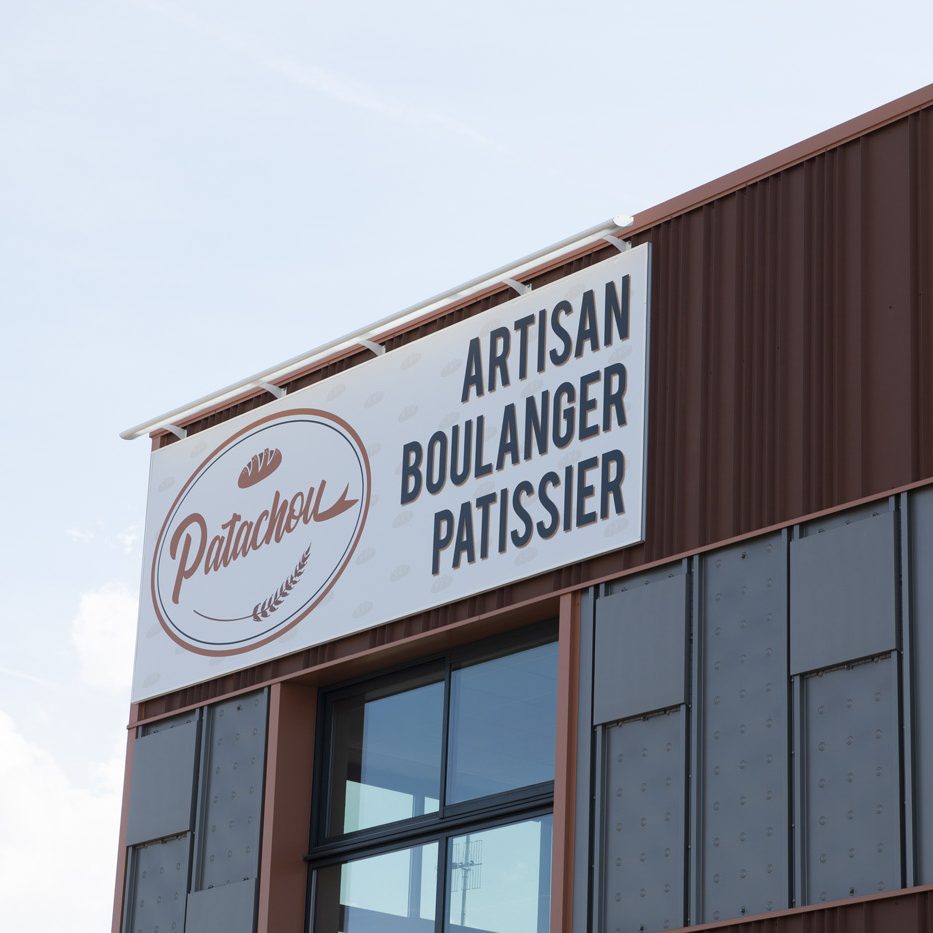 Patachou
ARTISAN
BOULANGER
PATISSIER